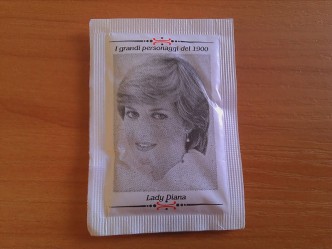 I grandi personaggi del 1900
Lady Diana